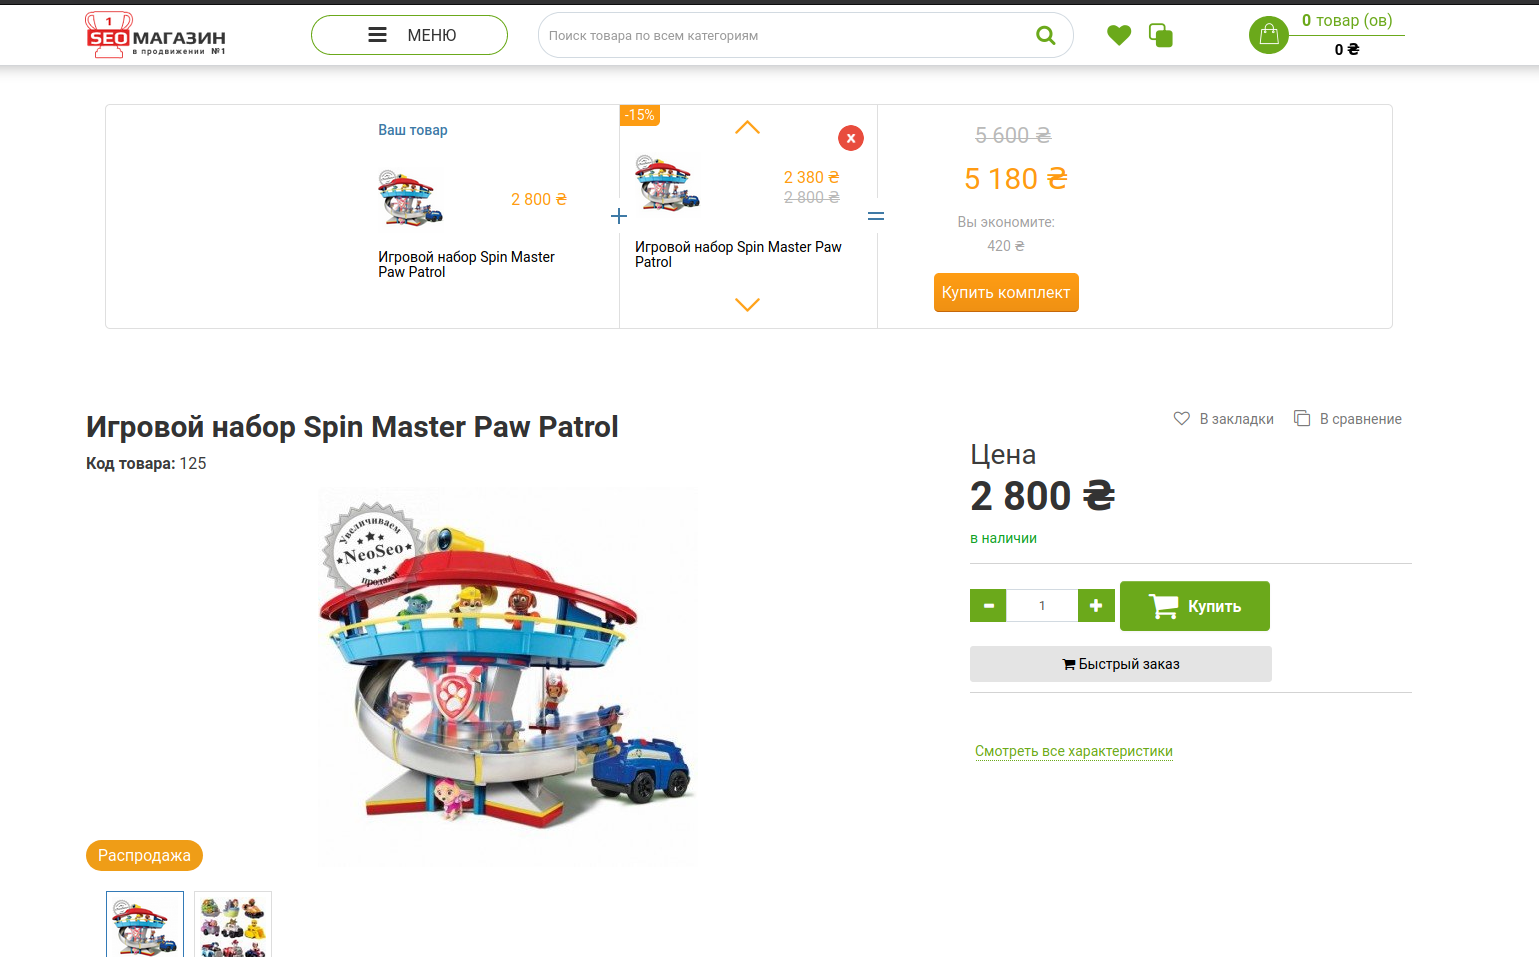 1
SEO МАГАЗИН
в продвижении №1
МЕНЮ
Поиск товара по всем категориям
0 товар (ов)
0 ₴
Ваш товар
2 800 ₴
Игровой набор Spin Master
Paw Patrol
-15%
x
2 380 ₴
2 800 ₴
Игровой набор Spin Master Paw
Patrol
5 600 ₴
5 180 ₴
Вы экономите:
420 ₴
Купить комплект
Игровой набор Spin Master Paw Patrol
Код товара: 125
Увеличиваем
NeoSeo
продажи
Распродажа
В закладки
В сравнение
Цена
2 800 ₴
в наличии
1
Купить
Быстрый заказ
Смотреть все характеристики